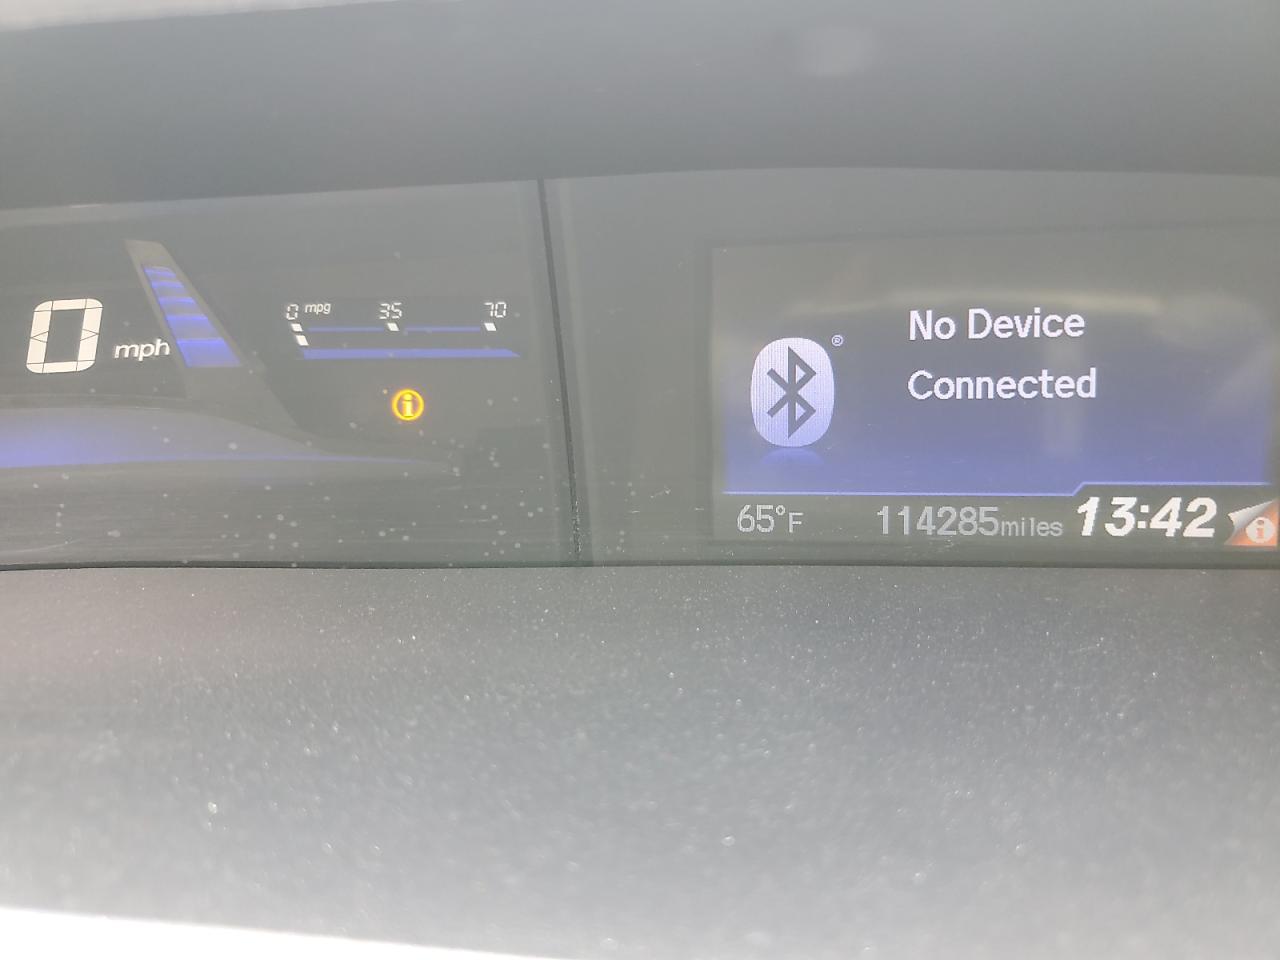 0 mph
0 mpg 35 70
i
®
No Device
Connected
65°F 114285miles 13:42 i